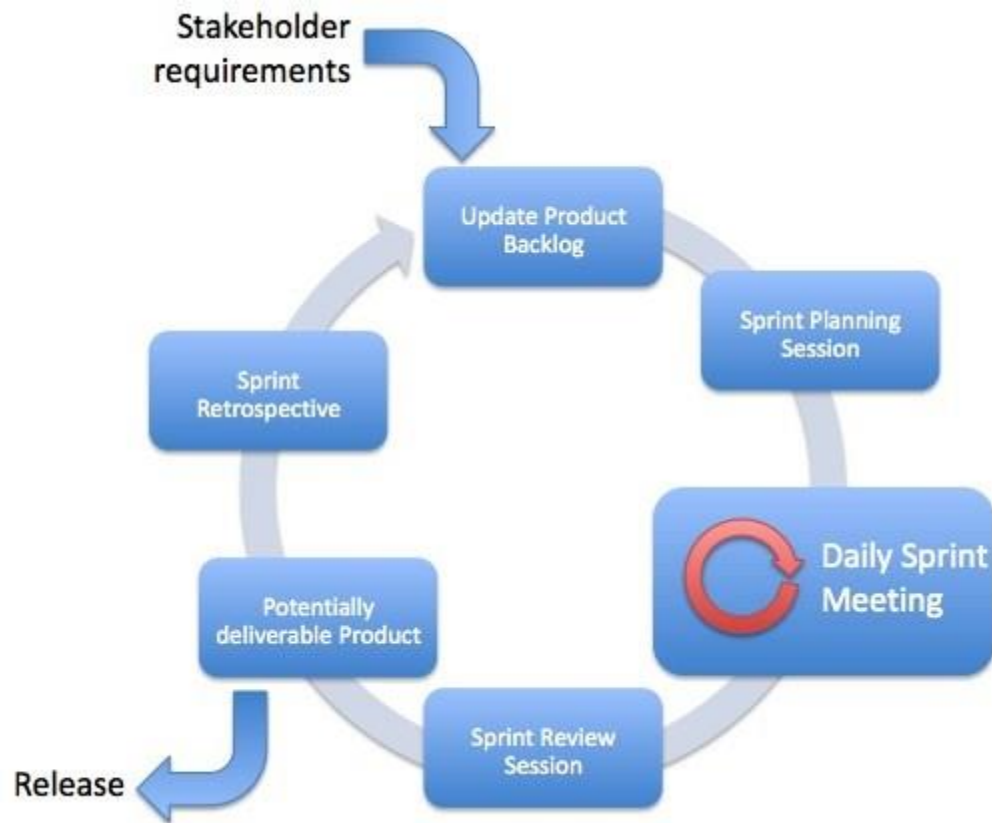 Stakeholder
requirements
Update Product
Backlog
Sprint Planning
Session
Daily Sprint
Meeting
Sprint Review
Session
Potentially
deliverable Product
Release
Sprint
Retrospective